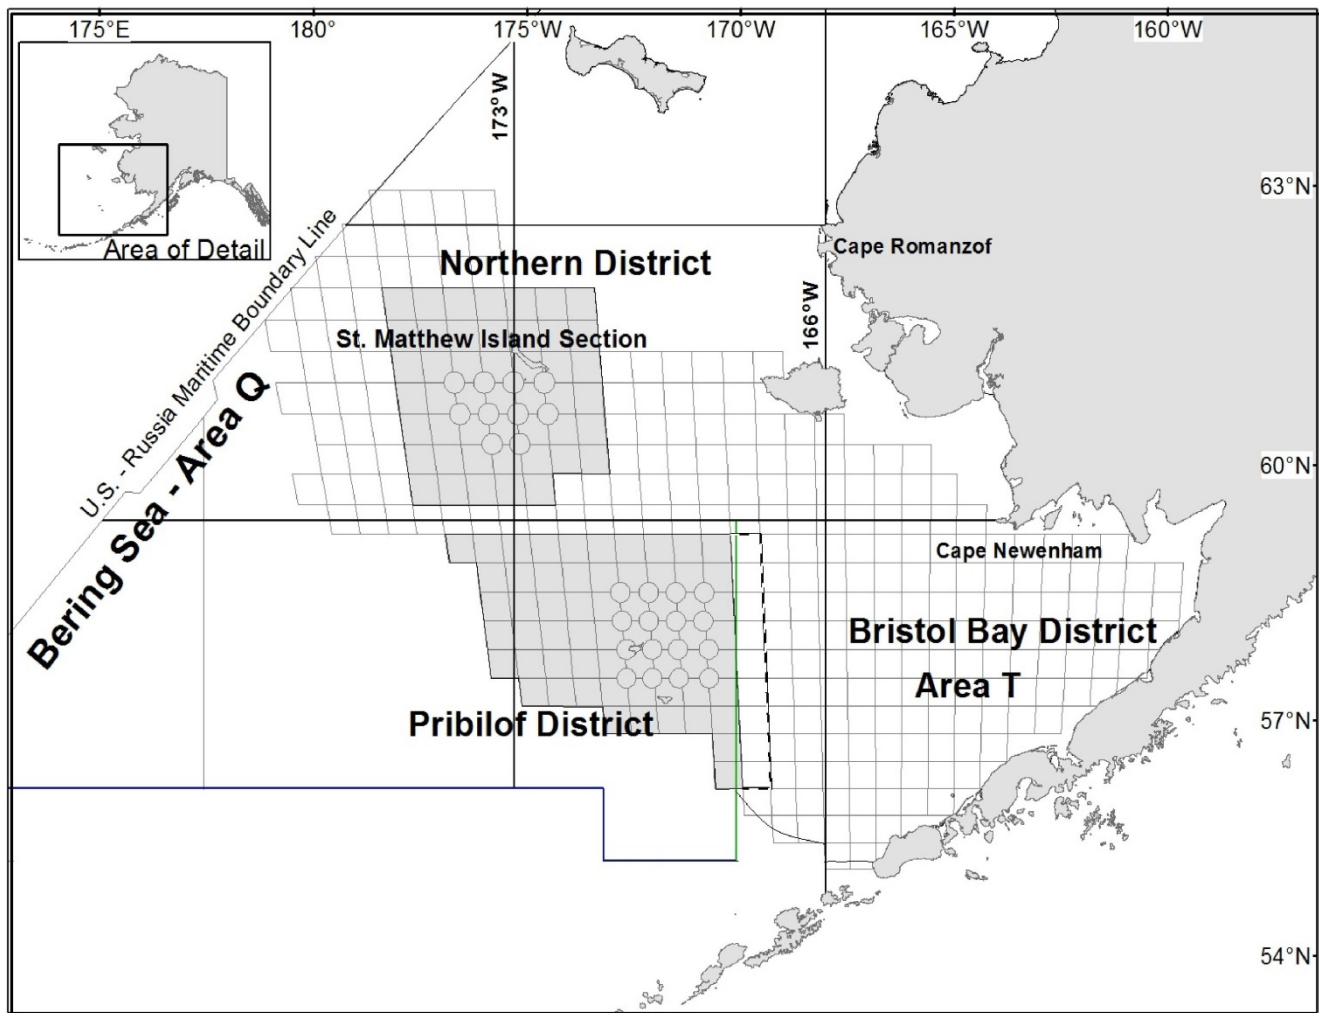 175°E 180° 175°W 170°W 165°W 160°W
173°W
63°N
U.S. - Russia Maritime Boundary Line
Area of Detail
Cape Romanzof
Northern District
166°W
St. Matthew Island Section
Bering Sea - Area Q
60°N
Cape Newenham
Bristol Bay District
Area T
Pribilof District
57°N
54°N